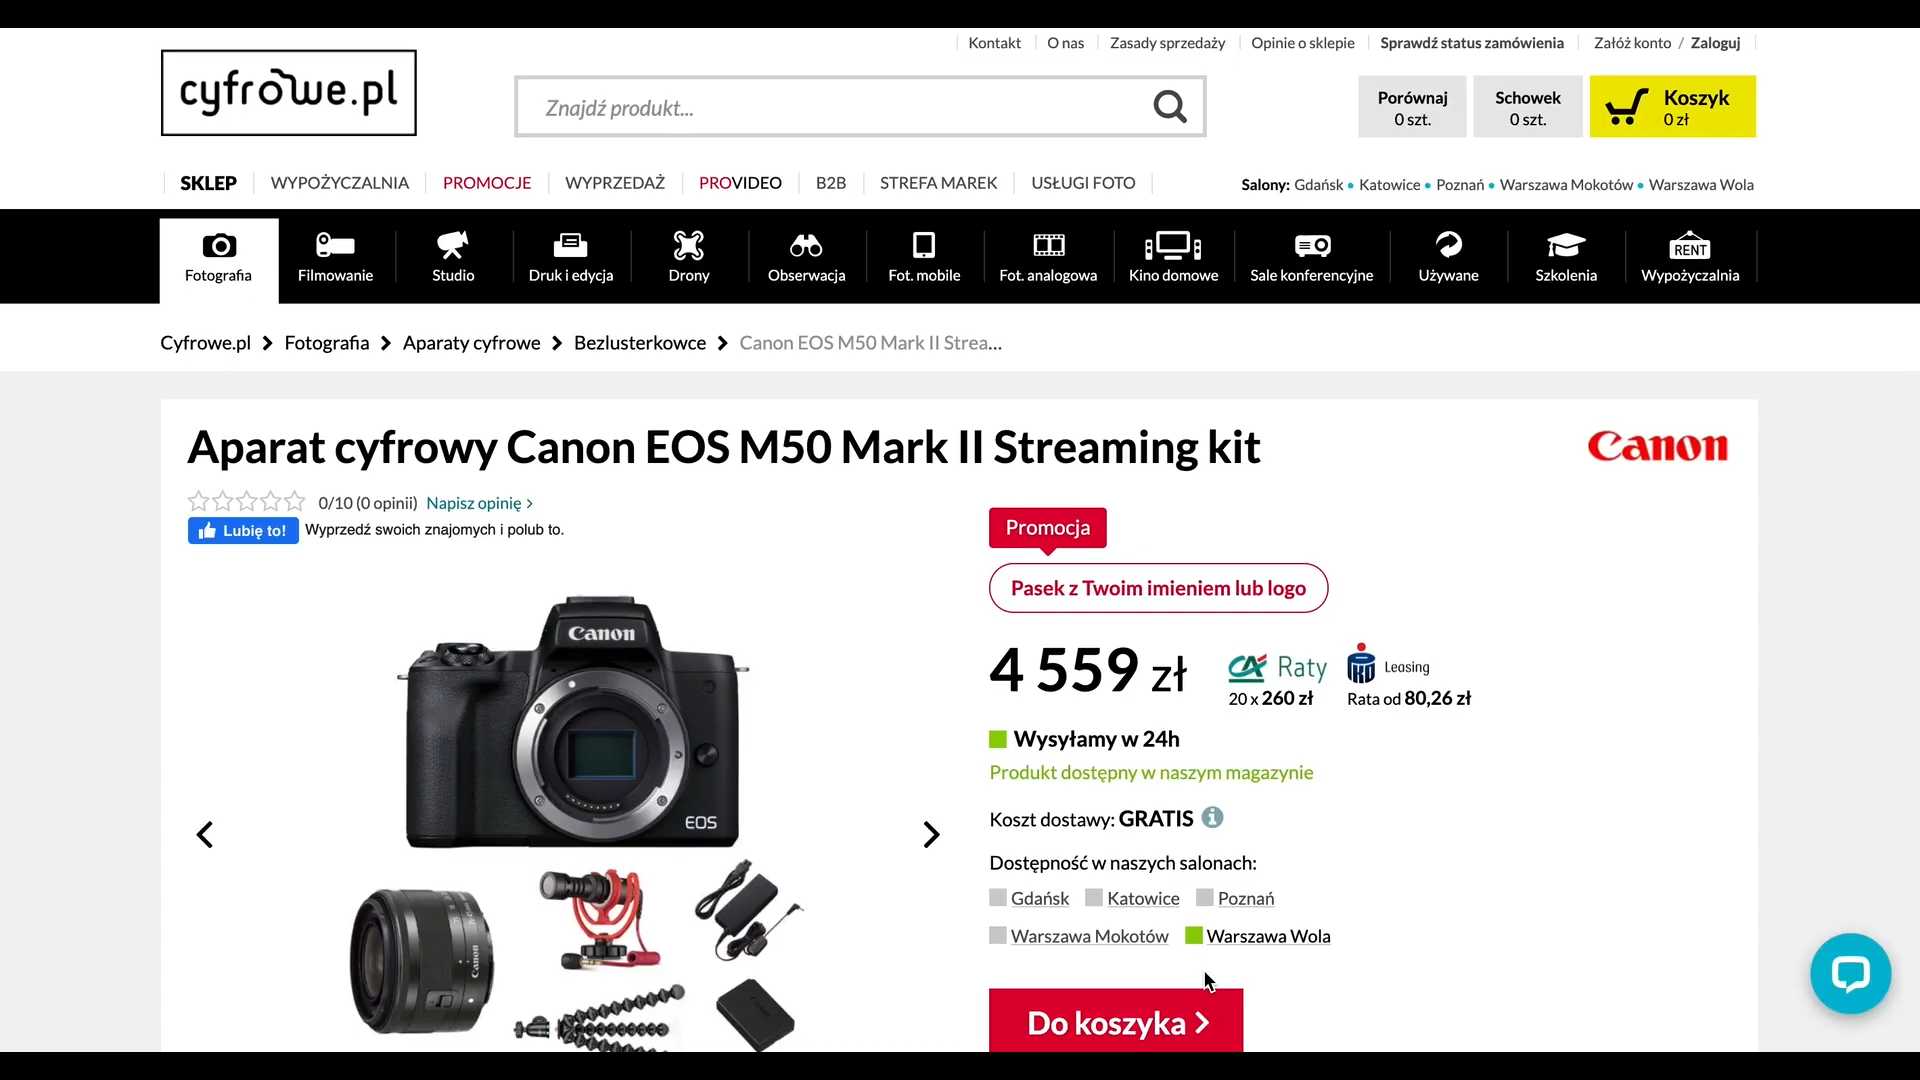 Kontakt
O nas
Zasady sprzedaży
Opinie o sklepie
Sprawdź status zamówienia
Załóż konto / Zaloguj
cyfrowe.pl
Znajdź produkt...
Porównaj
0 szt.
Schowek
0 szt.
Koszyk
0 zł
SKLEP
WYPOŻYCZALNIA
PROMOCJE
WYPRZEDAŻ
PROVIDEO
B2B
STREFA MAREK
USŁUGI FOTO
Salony: Gdańsk • Katowice • Poznań • Warszawa Mokotów • Warszawa Wola
Fotografia
Filmowanie
Studio
Druk i edycja
Drony
Obserwacja
Fot. mobile
Fot. analogowa
Kino domowe
Sale konferencyjne
Używane
Szkolenia
RENT
Wypożyczalnia
Cyfrowe.pl > Fotografia > Aparaty cyfrowe > Bezlusterkowce > Canon EOS M50 Mark II Strea...
Aparat cyfrowy Canon EOS M50 Mark II Streaming kit
Canon
0/10 (0 opinii) Napisz opinię >
Lubię to! Wyprzedź swoich znajomych i polub to.
Promocja
Pasek z Twoim imieniem lub logo
4 559 zł
CA Raty
20 x 260 zł
PKO Leasing
Rata od 80,26 zł
Wysyłamy w 24h
Produkt dostępny w naszym magazynie
Koszt dostawy: GRATIS
Dostępność w naszych salonach:
Gdańsk
Katowice
Poznań
Warszawa Mokotów
Warszawa Wola
Do koszyka >
Canon
EOS
Canon